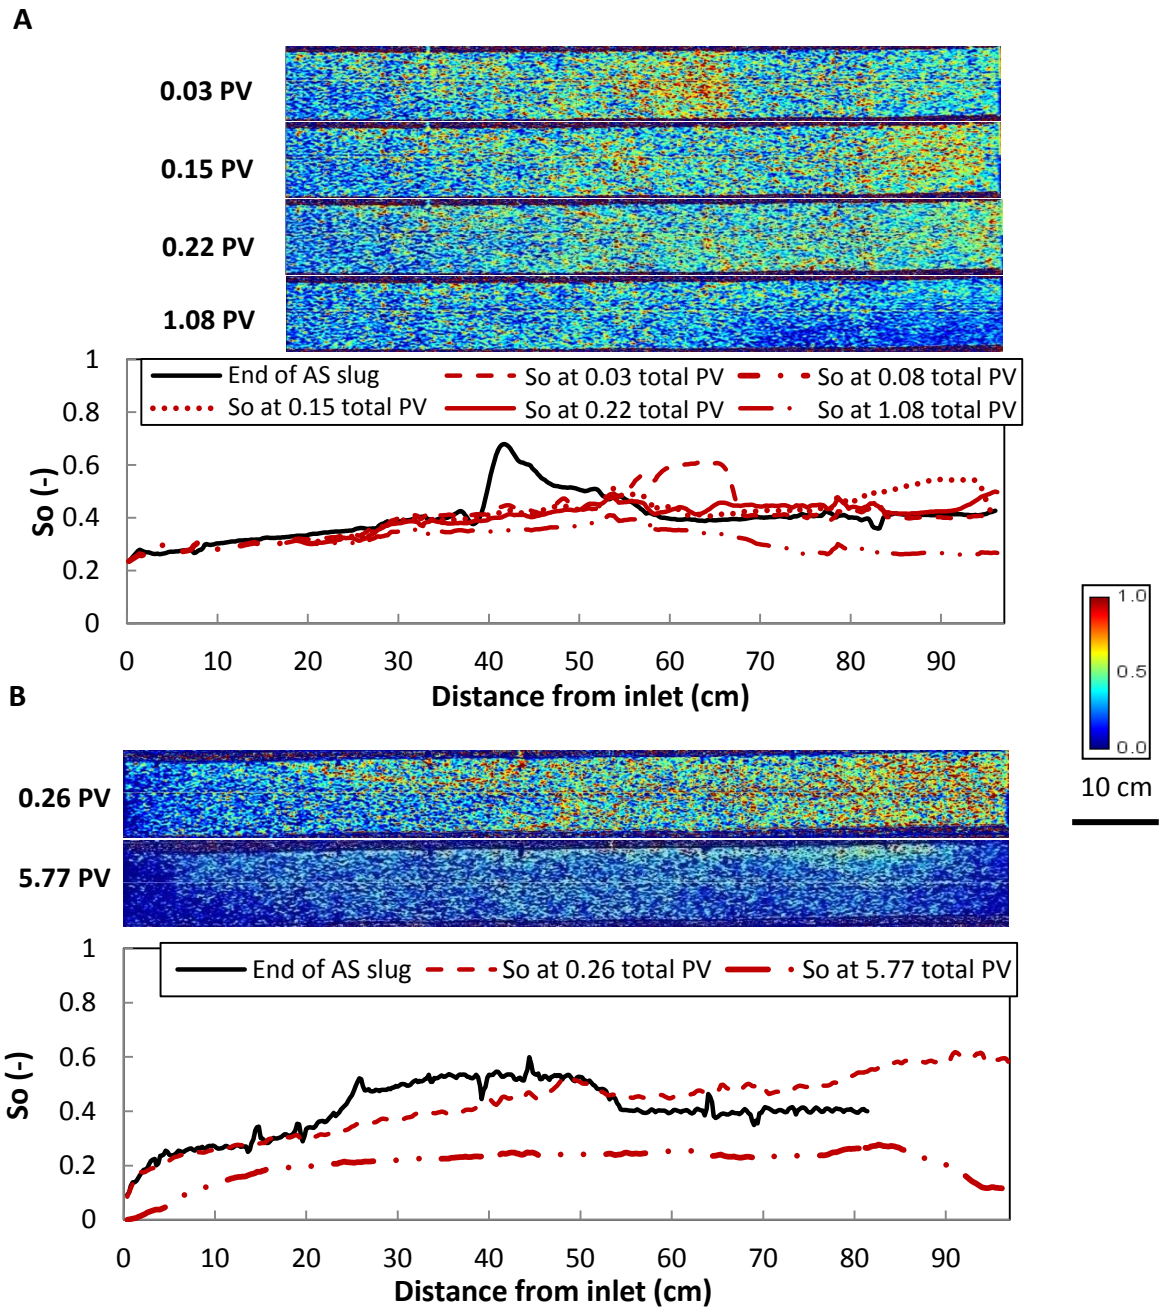 A
0.03 PV
0.15 PV
0.22 PV
1.08 PV
End of AS slug So at 0.03 total PV So at 0.08 total PV
So at 0.15 total PV So at 0.22 total PV So at 1.08 total PV
1
0.8
0.6
0.4
0.2
0
So (-)
0 10 20 30 40 50 60 70 80 90
Distance from inlet (cm)
1.0
0.5
0.0
10 cm
B
0.26 PV
5.77 PV
End of AS slug So at 0.26 total PV So at 5.77 total PV
1
0.8
0.6
0.4
0.2
0
So (-)
0 10 20 30 40 50 60 70 80 90
Distance from inlet (cm)